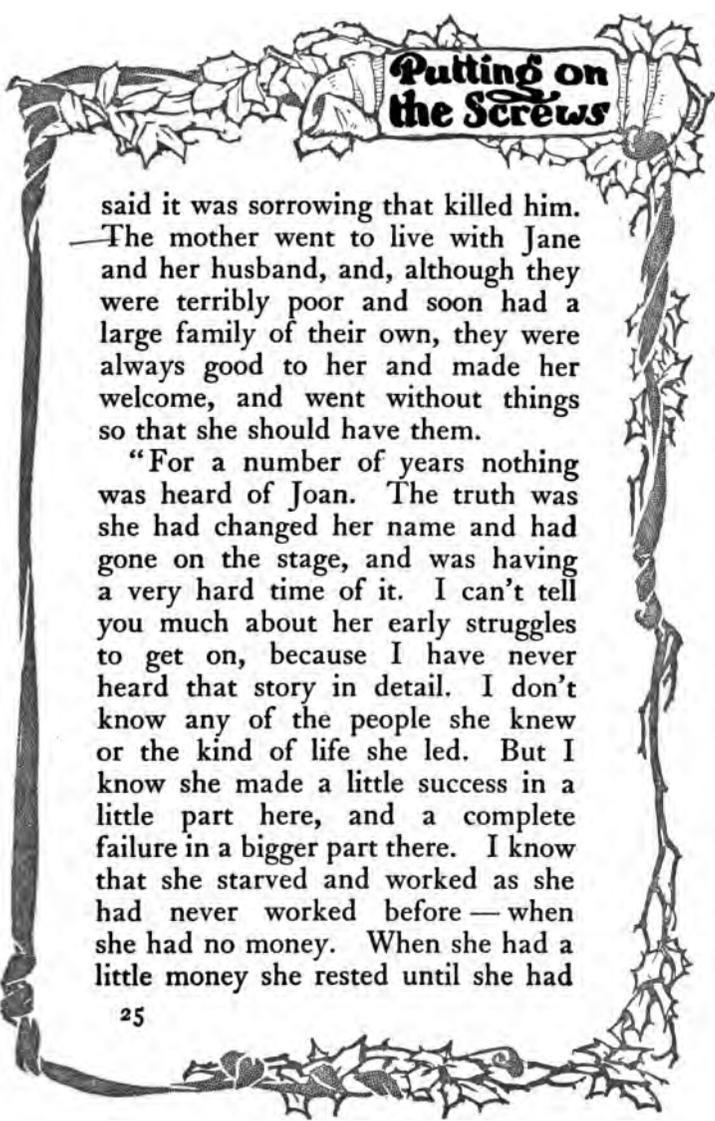 Putting on
the Screws
said it was sorrowing that killed him.
The mother went to live with Jane
and her husband, and, although they
were terribly poor and soon had a
large family of their own, they were
always good to her and made her
welcome, and went without things
so that she should have them.
“For a number of years nothing
was heard of Joan. The truth was
she had changed her name and had
gone on the stage, and was having
a very hard time of it. I can’t tell
you much about her early struggles
to get on, because I have never
heard that story in detail. I don’t
know any of the people she knew
or the kind of life she led. But I
know she made a little success in a
little part here, and a complete
failure in a bigger part there. I know
that she starved and worked as she
had never worked before — when
she had no money. When she had a
little money she rested until she had
25